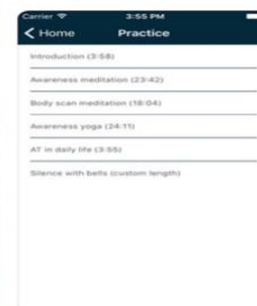 Carrier 3:55 PM
Home Practice
Introduction (3:58)
Awareness meditation (23:42)
Body scan meditation (18:04)
Awareness yoga (24:11)
AT in daily life (3:55)
Silence with bells (custom length)